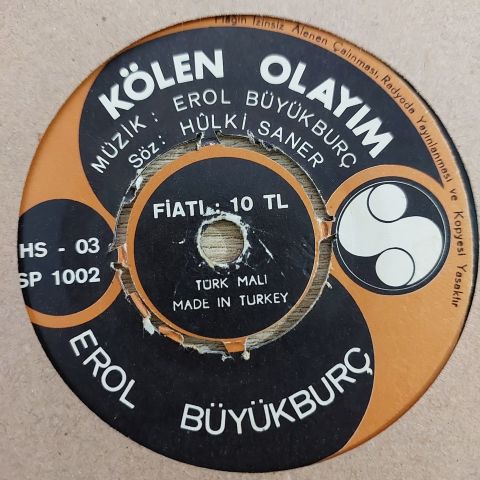 Plağın İzinsiz Alenen Çalınması, Radyoda Yayınlanması ve Kopyesi Yasaktır
KÖLEN OLAYIM
MÜZİK: EROL BÜYÜKBURÇ
Söz: HÜLKİ SANER
FİATI: 10 TL
HS - 03
SP 1002
TÜRK MALI
MADE IN TURKEY
EROL BÜYÜKBURÇ